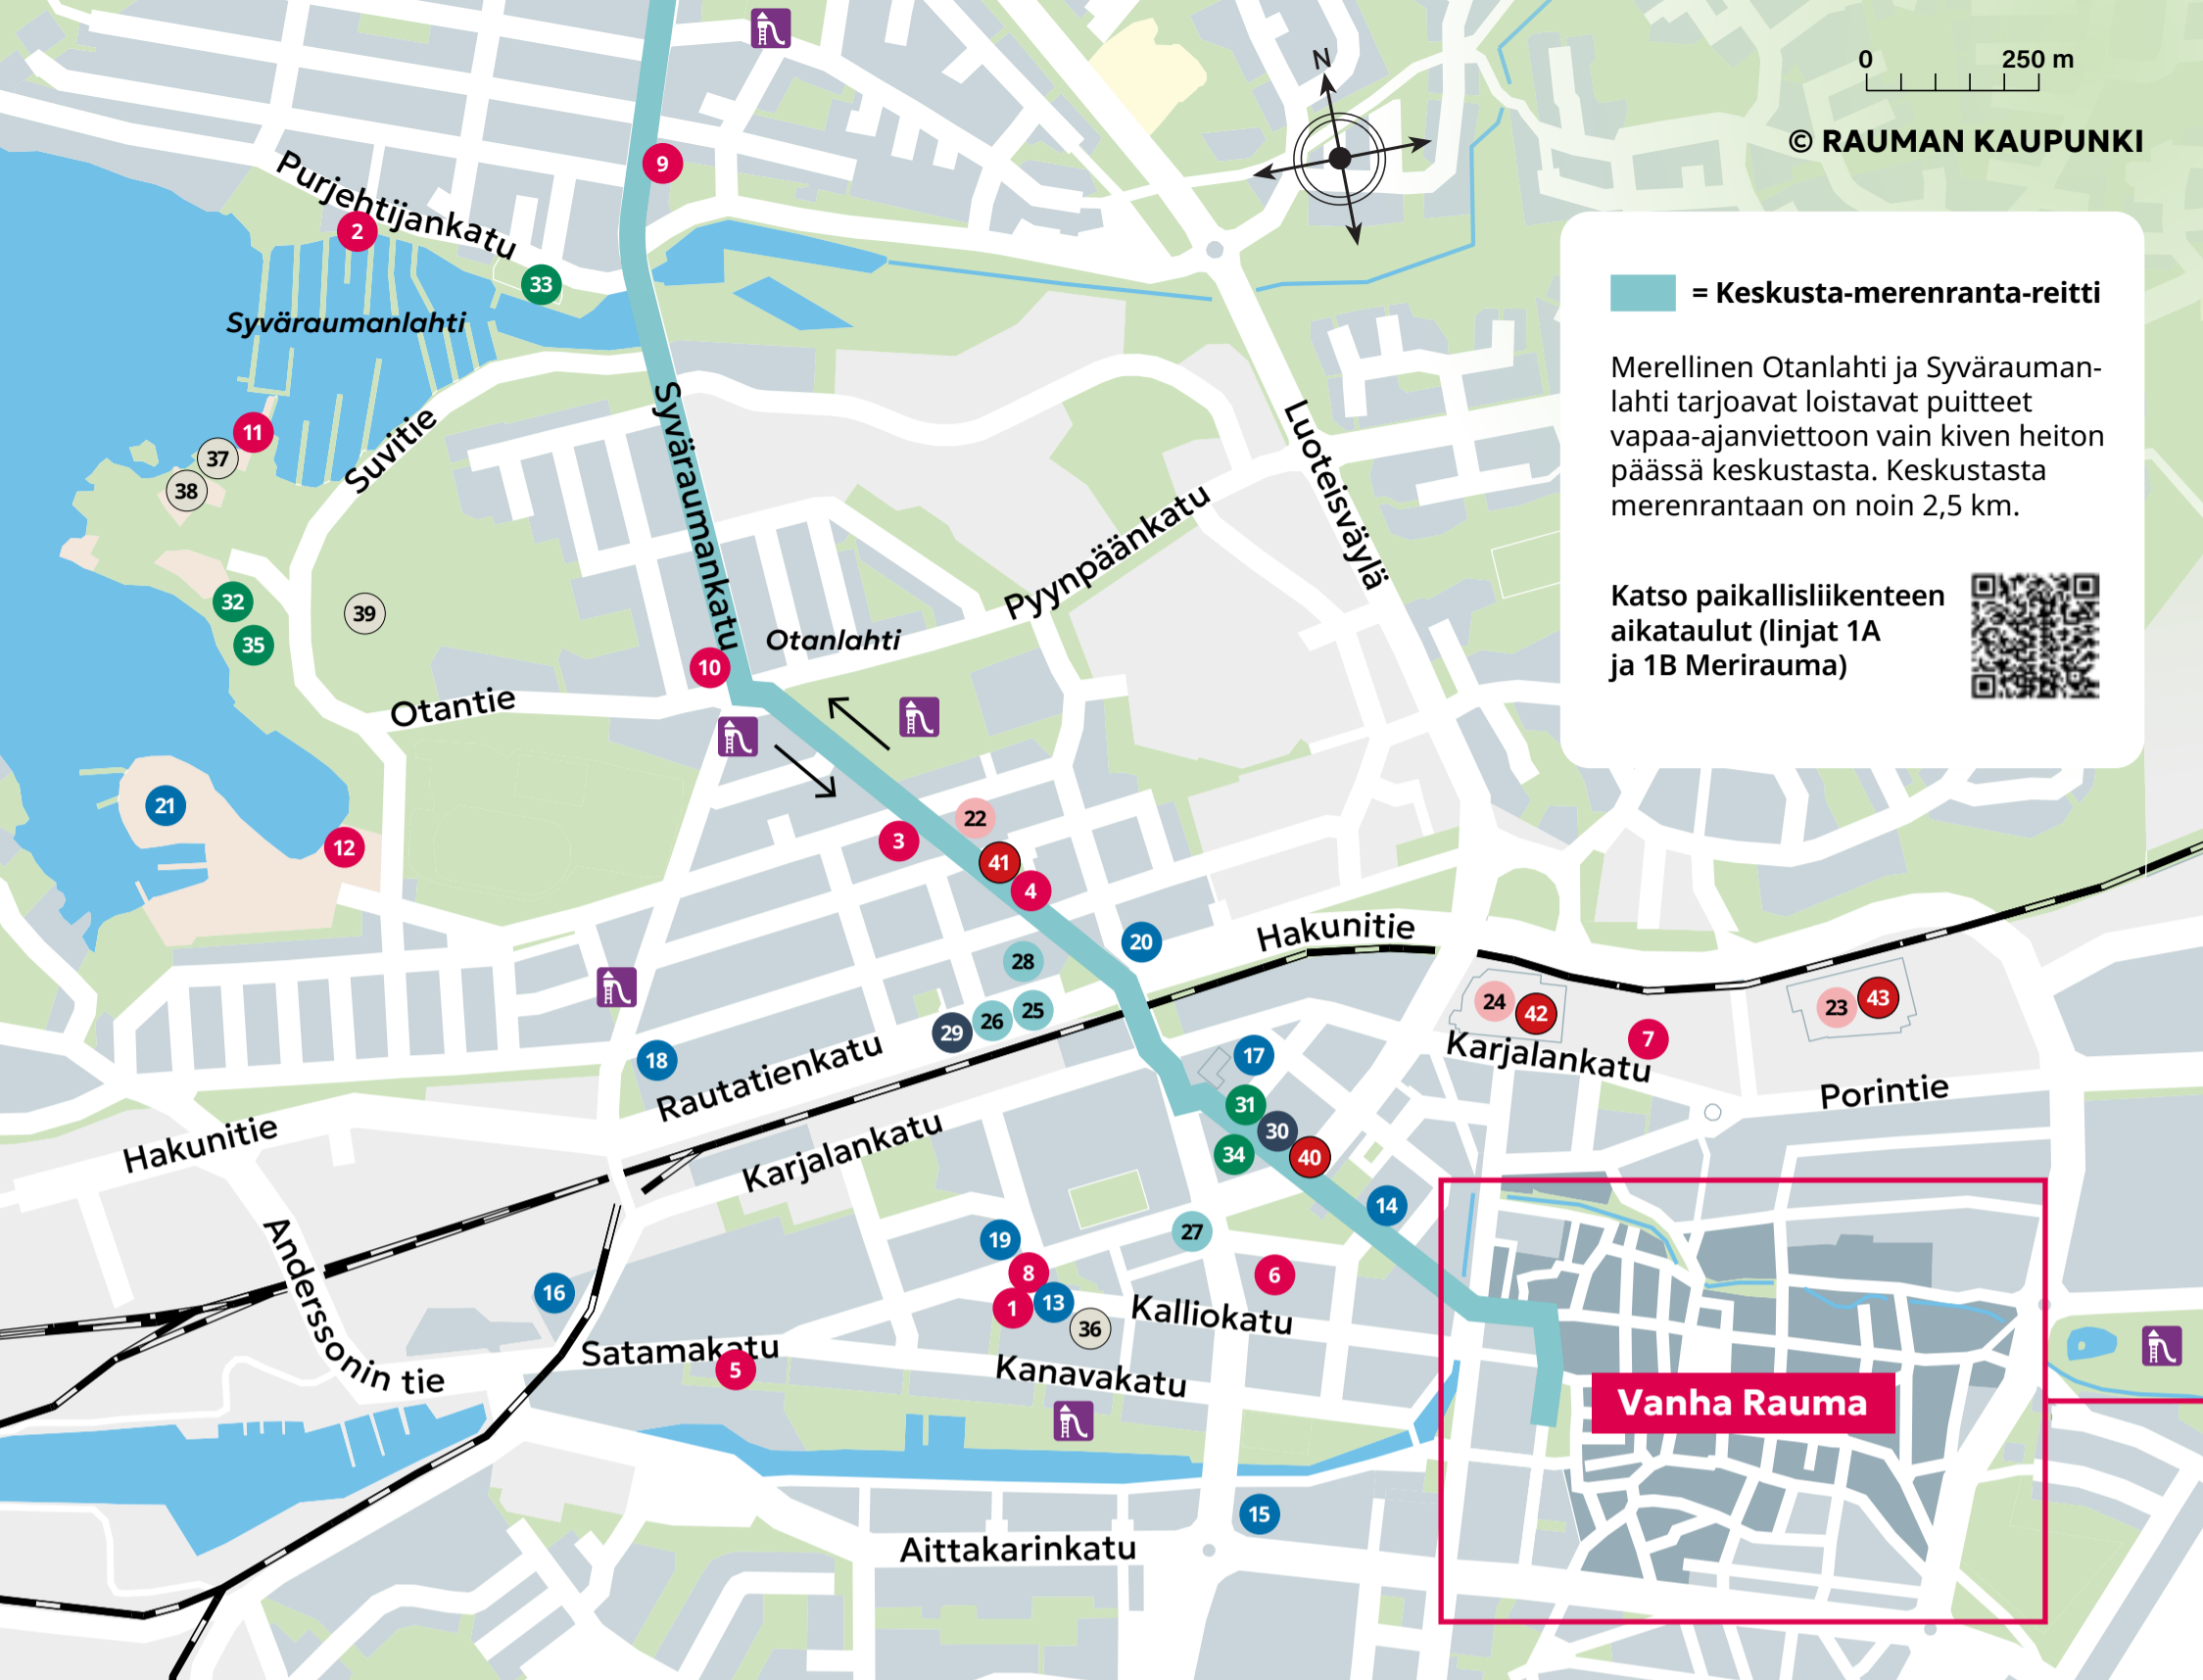 N
0 250 m
© RAUMAN KAUPUNKI
9
Purjehtijankatu
2
33
= Keskusta-merenranta-reitti
Syväraumanlahti
Merellinen Otanlahti ja Syvärauman-
lahti tarjoavat loistavat puitteet
vapaa-ajanviettoon vain kiven heiton
päässä keskustasta. Keskustasta
merenrantaan on noin 2,5 km.
Katso paikallisliikenteen
aikataulut (linjat 1A
ja 1B Merirauma)
11
37
38
Suvitie
Syväraumankatu
Luoteisväylä
Pyynpäänkatu
32
39
35
Otanlahti
10
Otantie
21
12
22
3
41
4
20
Hakunitie
28
25
26
29
24
42
23
43
7
Karjalankatu
18
Rautatienkatu
17
Porintie
31
30
34
40
Hakunitie
Karjalankatu
14
27
19
8
6
1
13
36
Kalliokatu
16
Anderssonin tie
Satamakatu
5
Kanavakatu
Vanha Rauma
15
Aittakarinkatu